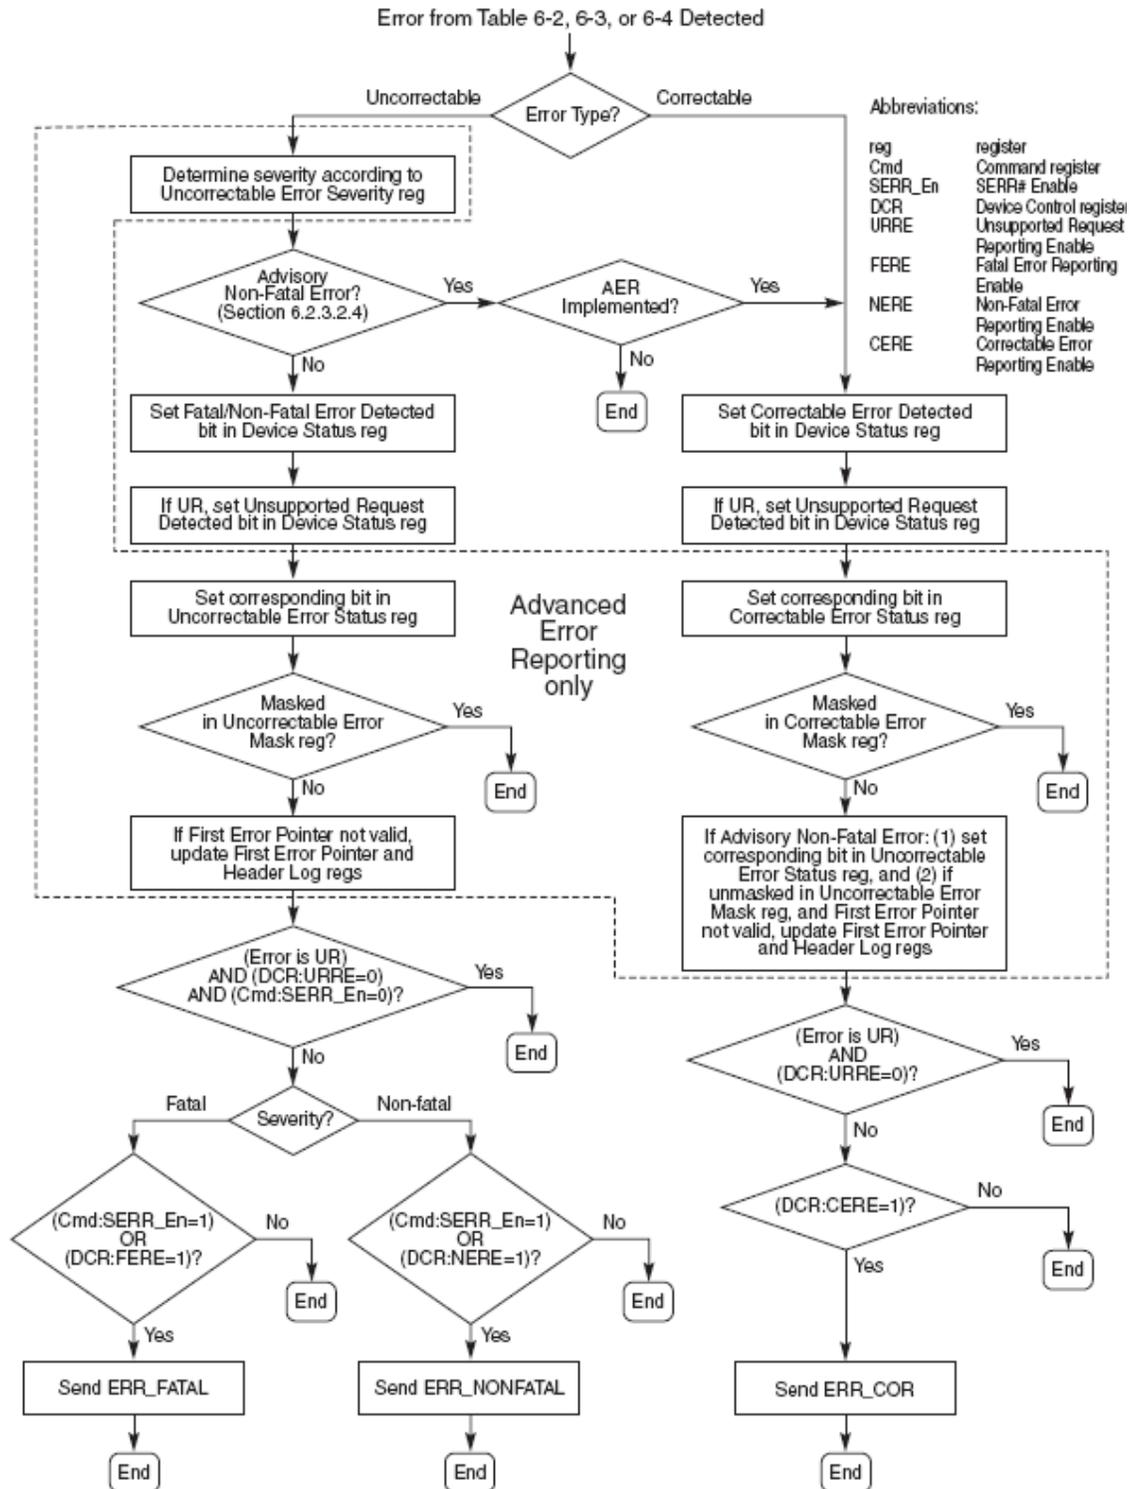 Error from Table 6-2, 6-3, or 6-4 Detected
Uncorrectable
Error Type?
Correctable
Abbreviations:
reg register
Cmd Command register
SERR_En SERR# Enable
DCR Device Control register
URRE Unsupported Request
Reporting Enable
FERE Fatal Error Reporting
Enable
NERE Non-Fatal Error
Reporting Enable
CERE Correctable Error
Reporting Enable
Determine severity according to
Uncorrectable Error Severity reg
Advisory
Non-Fatal Error?
(Section 6.2.3.2.4)
Yes
No
AER
Implemented?
Yes
No
End
Set Fatal/Non-Fatal Error Detected
bit in Device Status reg
Set Correctable Error Detected
bit in Device Status reg
If UR, set Unsupported Request
Detected bit in Device Status reg
If UR, set Unsupported Request
Detected bit in Device Status reg
Set corresponding bit in
Uncorrectable Error Status reg
Advanced
Error
Reporting
only
Set corresponding bit in
Correctable Error Status reg
Masked
in Uncorrectable Error
Mask reg?
Yes
End
No
Masked
in Correctable Error
Mask reg?
Yes
End
No
If First Error Pointer not valid,
update First Error Pointer and
Header Log regs
If Advisory Non-Fatal Error: (1) set
corresponding bit in Uncorrectable
Error Status reg, and (2) if
unmasked in Uncorrectable Error
Mask reg, and First Error Pointer
not valid, update First Error Pointer
and Header Log regs
(Error is UR)
AND (DCR:URRE=0)
AND (Cmd:SERR_En=0)?
Yes
End
No
(Error is UR)
AND
(DCR:URRE=0)?
Yes
End
No
Fatal
Severity?
Non-fatal
(Cmd:SERR_En=1)
OR
(DCR:FERE=1)?
No
End
Yes
(Cmd:SERR_En=1)
OR
(DCR:NERE=1)?
No
End
Yes
(DCR:CERE=1)?
No
End
Yes
Send ERR_FATAL
Send ERR_NONFATAL
Send ERR_COR
End
End
End